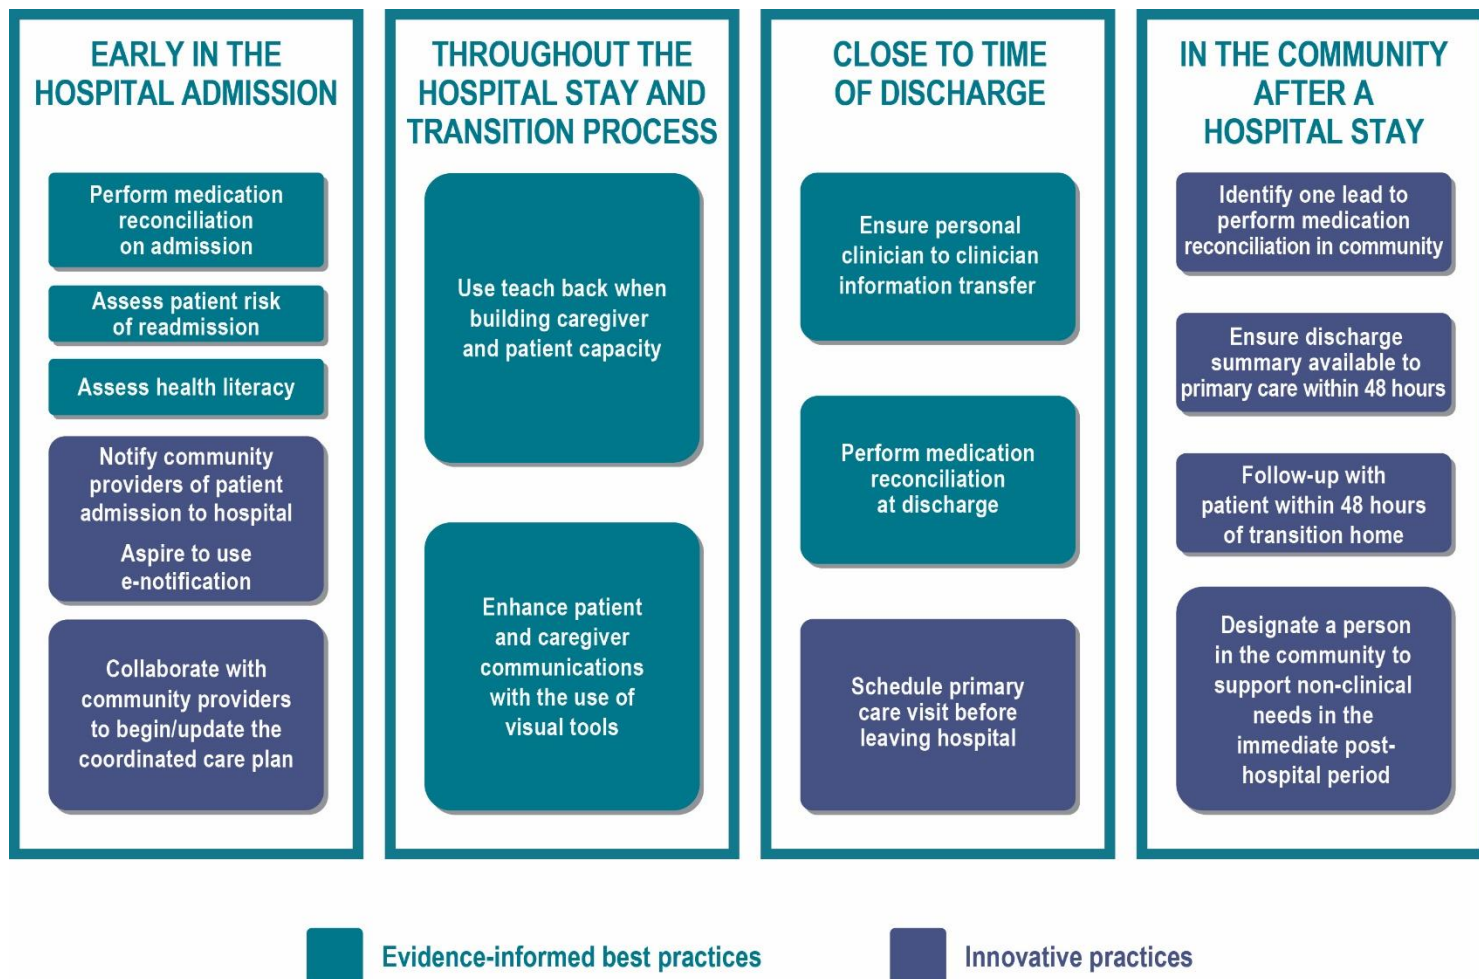 EARLY IN THE
HOSPITAL ADMISSION
Perform medication
reconciliation
on admission
Assess patient risk
of readmission
Assess health literacy
Notify community
providers of patient
admission to hospital
Aspire to use
e-notification
Collaborate with
community providers
to begin/update the
coordinated care plan
THROUGHOUT THE
HOSPITAL STAY AND
TRANSITION PROCESS
Use teach back when
building caregiver
and patient capacity
Enhance patient
and caregiver
communications
with the use of
visual tools
CLOSE TO TIME
OF DISCHARGE
Ensure personal
clinician to clinician
information transfer
Perform medication
reconciliation
at discharge
Schedule primary
care visit before
leaving hospital
IN THE COMMUNITY
AFTER A
HOSPITAL STAY
Identify one lead to
perform medication
reconciliation in community
Ensure discharge
summary available to
primary care within 48 hours
Follow-up with
patient within 48 hours
of transition home
Designate a person
in the community to
support non-clinical
needs in the
immediate post-
hospital period
Evidence-informed best practices
Innovative practices